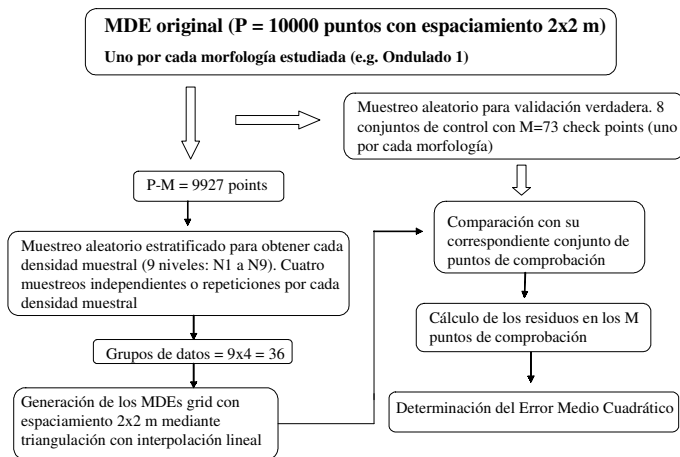 MDE original (P = 10000 puntos con espaciamiento 2x2 m)
Uno por cada morfología estudiada (e.g. Ondulado 1)
Muestreo aleatorio para validación verdadera. 8
conjuntos de control con M=73 check points (uno
por cada morfología)
P-M = 9927 points
Muestreo aleatorio estratificado para obtener cada
densidad muestral (9 niveles: N1 a N9). Cuatro
muestreos independientes o repeticiones por cada
densidad muestral
Grupos de datos = 9x4 = 36
Generación de los MDEs grid con
espaciamiento 2x2 m mediante
triangulación con interpolación lineal
Comparación con su
correspondiente conjunto de
puntos de comprobación
Cálculo de los residuos en los M
puntos de comprobación
Determinación del Error Medio Cuadrático